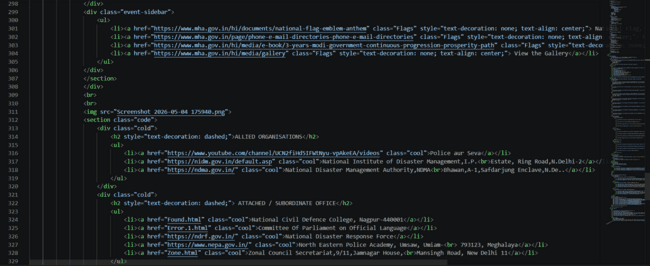 298 </div>
299 <div class="event-sidebar">
300 <ul>
301 <li><a href="https://www.mha.gov.in/hi/documents/national-flag-emblem-anthem" class="Flags" style="text-decoration: none; text-align: center;"> Na
302 <li><a href="https://www.mha.gov.in/page/phone-e-mail-directories-phone-e-mail-directories" class="Flags" style="text-decoration: none; text-align
303 <li><a href="https://www.mha.gov.in/hi/media/e-book/3-years-modi-government-continuous-progression-prosperity-path" class="Flags" style="text-deco
304 <li><a href="https://www.mha.gov.in/hi/media/gallery" class="Flags" style="text-decoration: none; text-align: center;"> View the Gallery</a></li>
305 </ul>
306 </div>
307 </section>
308 </div>
309 <br>
310 <br>
311 <img src="Screenshot 2026-05-04 175940.png">
312 <section class="code">
313 <div class="cold">
314 <h2 style="text-decoration: dashed;">ALLIED ORGANISATIONS</h2>
315 <ul>
316 <li><a href="https://www.youtube.com/channel/ videos" class="cool">Police aur Seva</a></li>
317 <li><a href="https://nidm.gov.in/default.asp" class="cool">National Institute of Disaster Management,I.P.<br>Estate, Ring Road,N.Delhi-2</a></
318 <li><a href="https://ndma.gov.in/" class="cool">National Disaster Management Authority,NDMA<br>Bhawan,A-1,Safdarjung Enclave,N.De..</a></li>
319 </ul>
320 </div>
321 <div class="cold">
322 <h2 style="text-decoration: dashed;"> ATTACHED / SUBORDINATE OFFICE</h2>
323 <ul>
324 <li><a href="Found.html" class="cool">National Civil Defence College, Nagpur-440001</a></li>
325 <li><a href="Error.1.html" class="cool">Committee Of Parliament on Official Language</a></li>
326 <li><a href="https://ndrf.gov.in/" class="cool">National Disaster Response Force</a></li>
327 <li><a href="https://www.nepa.gov.in/" class="cool">North Eastern Police Academy, Umsaw, Umiam-<br> 793123, Meghalaya</a></li>
328 <li><a href="Zone.html" class="cool">Zonal Council Secretariat,9/11,Jamnagar House,<br>Mansingh Road, New Delhi 11</a></li>
329 </ul>